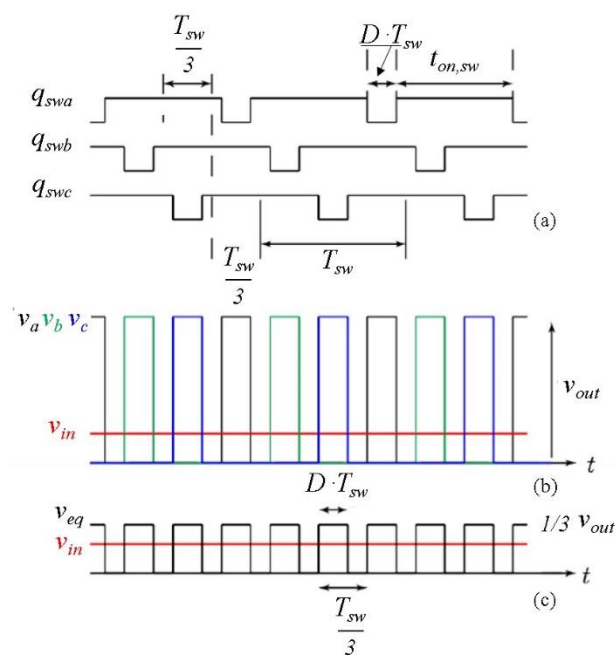 T_sw / 3
D · T_sw
t_on,sw
q_swa
q_swb
q_swc
(a)
T_sw / 3
T_sw
v_a v_b v_c
v_out
v_in
t
(b)
D · T_sw
v_eq
1/3 v_out
v_in
t
(c)
T_sw / 3